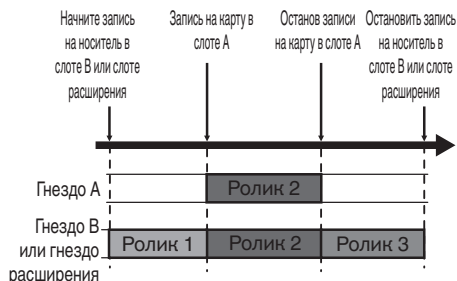 Начните запись
на носитель в
слоте B или слоте
расширения
Запись на карту в
слоте A
Останов записи
на карту в слоте A
Остановить запись
на носитель в
слоте B или слоте
расширения
Гнездо A
Ролик 2
Гнездо B
или гнездо
расширения
Ролик 1
Ролик 2
Ролик 3